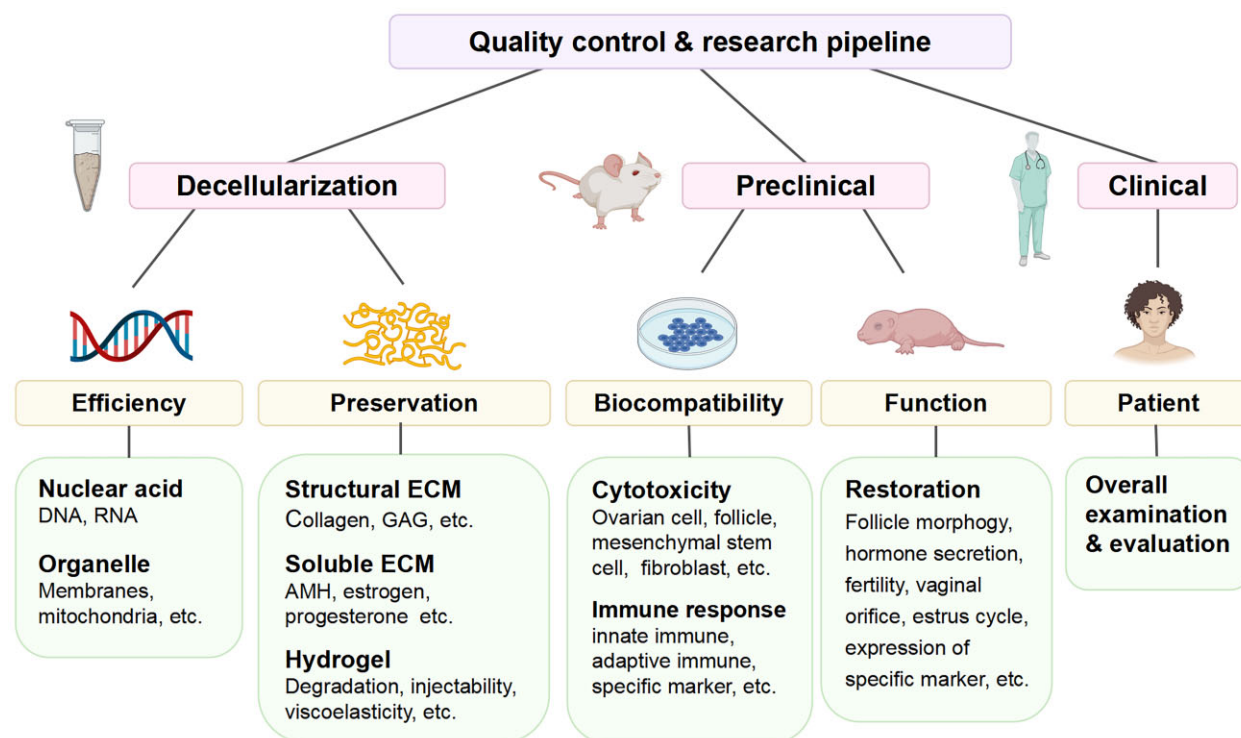 Quality control & research pipeline
Decellularization
Preclinical
Clinical
Efficiency
Preservation
Biocompatibility
Function
Patient
Nuclear acid
DNA, RNA
Organelle
Membranes,
mitochondria, etc.
Structural ECM
Collagen, GAG, etc.
Soluble ECM
AMH, estrogen,
progesterone etc.
Hydrogel
Degradation, injectability,
viscoelasticity, etc.
Cytotoxicity
Ovarian cell, follicle,
mesenchymal stem
cell, fibroblast, etc.
Immune response
innate immune,
adaptive immune,
specific marker, etc.
Restoration
Follicle morphogy,
hormone secretion,
fertility, vaginal
orifice, estrus cycle,
expression of
specific marker, etc.
Overall
examination
& evaluation